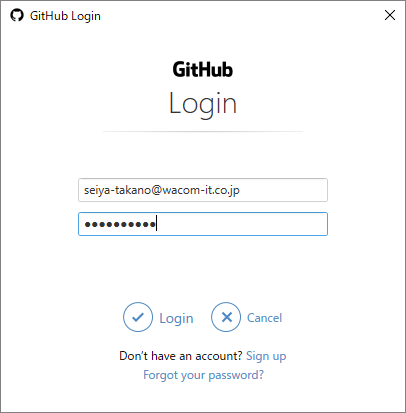 GitHub Login
GitHub
Login
seiya-takano@wacom-it.co.jp
●●●●●●●●●●
Login Cancel
Don't have an account? Sign up
Forgot your password?